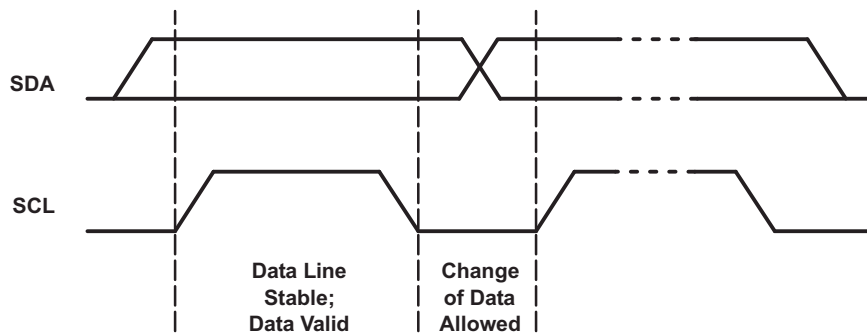 SDA
SCL
Data Line
Stable;
Data Valid
Change
of Data
Allowed